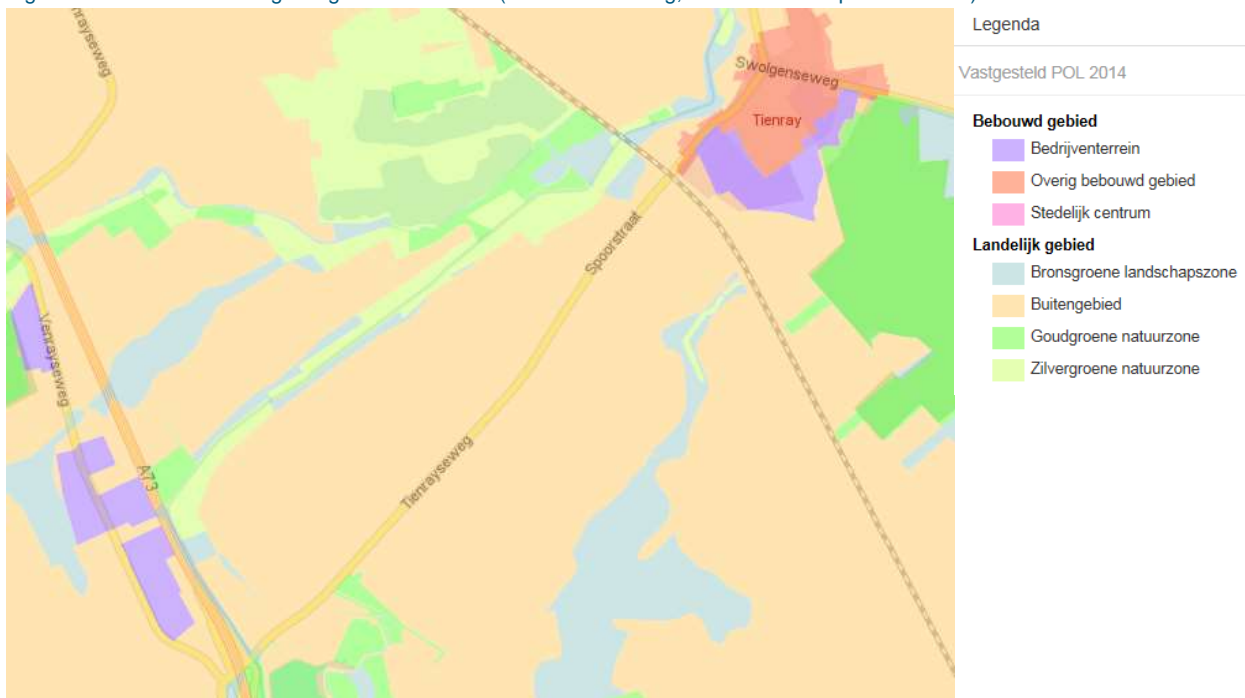 Legenda
Vastgesteld POL 2014
Bebouwd gebied
Bedrijventerrein
Overig bebouwd gebied
Stedelijk centrum
Landelijk gebied
Bronsgroene landschapszone
Buitengebied
Goudgroene natuurzone
Zilvergroene natuurzone
Swolgenseweg
Tienray
Spoorstraat
Venrayseweg
A73
Tienrayseweg